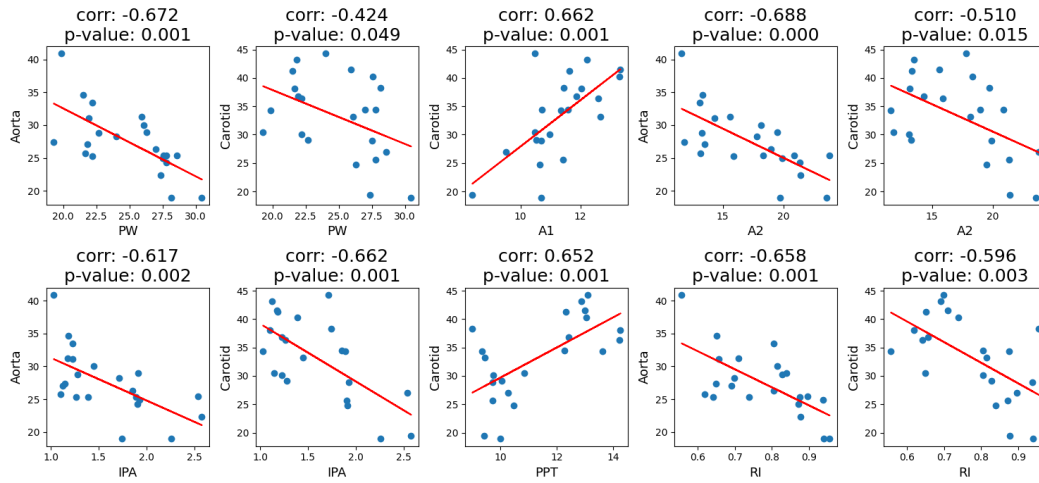 corr: -0.672
p-value: 0.001
corr: -0.424
p-value: 0.049
corr: 0.662
p-value: 0.001
corr: -0.688
p-value: 0.000
corr: -0.510
p-value: 0.015
40
35
30
25
20
Aorta
20.0 22.5 25.0 27.5 30.0
PW
45
40
35
30
25
20
Carotid
20.0 22.5 25.0 27.5 30.0
PW
45
40
35
30
25
20
Carotid
10 12
A1
40
35
30
25
20
Aorta
15 20
A2
45
40
35
30
25
20
Carotid
15 20
A2
corr: -0.617
p-value: 0.002
corr: -0.662
p-value: 0.001
corr: 0.652
p-value: 0.001
corr: -0.658
p-value: 0.001
corr: -0.596
p-value: 0.003
40
35
30
25
20
Aorta
1.0 1.5 2.0 2.5
IPA
45
40
35
30
25
20
Carotid
1.0 1.5 2.0 2.5
IPA
45
40
35
30
25
20
Carotid
10 12 14
PPT
40
35
30
25
20
Aorta
0.6 0.7 0.8 0.9
RI
45
40
35
30
25
20
Carotid
0.6 0.7 0.8 0.9
RI